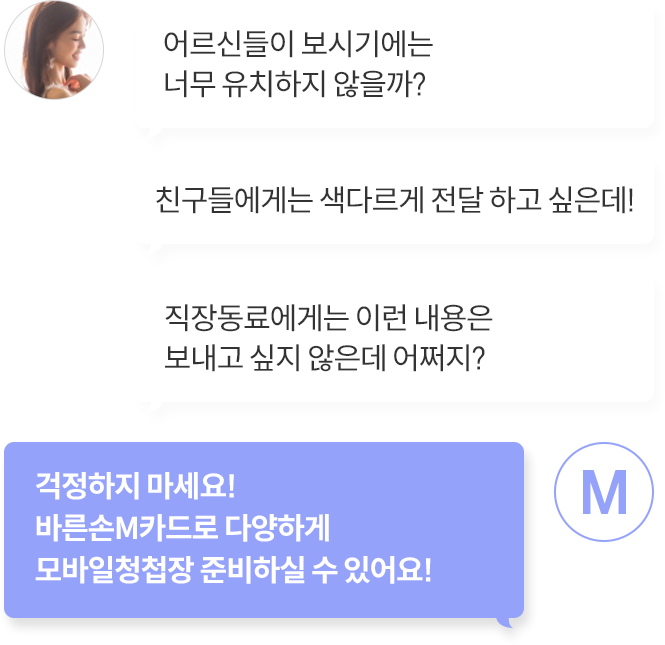 어르신들이 보시기에는
너무 유치하지 않을까?
친구들에게는 색다르게 전달 하고 싶은데!
직장동료에게는 이런 내용은
보내고 싶지 않은데 어쩌지?
걱정하지 마세요!
바른손M카드로 다양하게
모바일청첩장 준비하실 수 있어요!
M